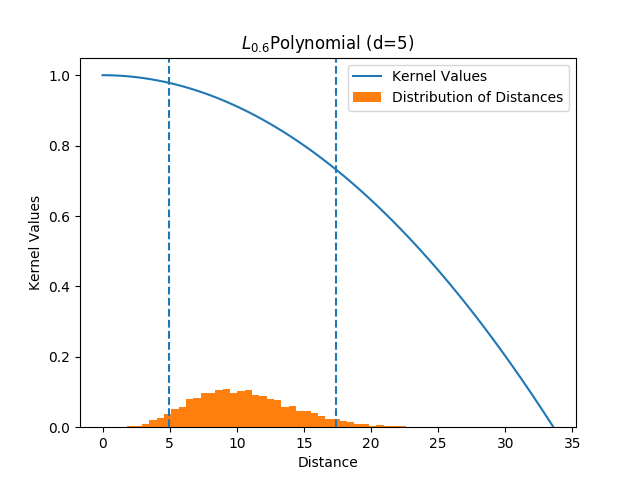 L0.6Polynomial (d=5)
Kernel Values
Distribution of Distances
Kernel Values
1.0
0.8
0.6
0.4
0.2
0.0
0 5 10 15 20 25 30 35
Distance